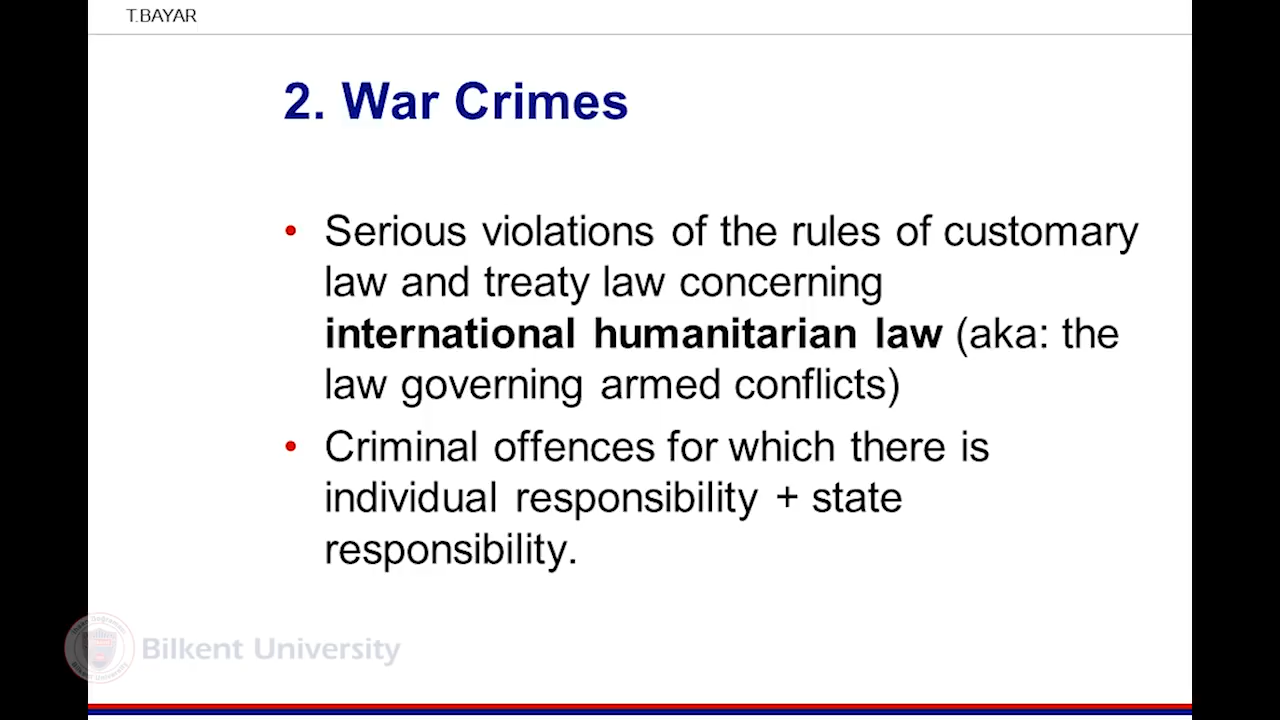 T.BAYAR
2. War Crimes
• Serious violations of the rules of customary
law and treaty law concerning
international humanitarian law (aka: the
law governing armed conflicts)
• Criminal offences for which there is
individual responsibility + state
responsibility.
Bilkent University